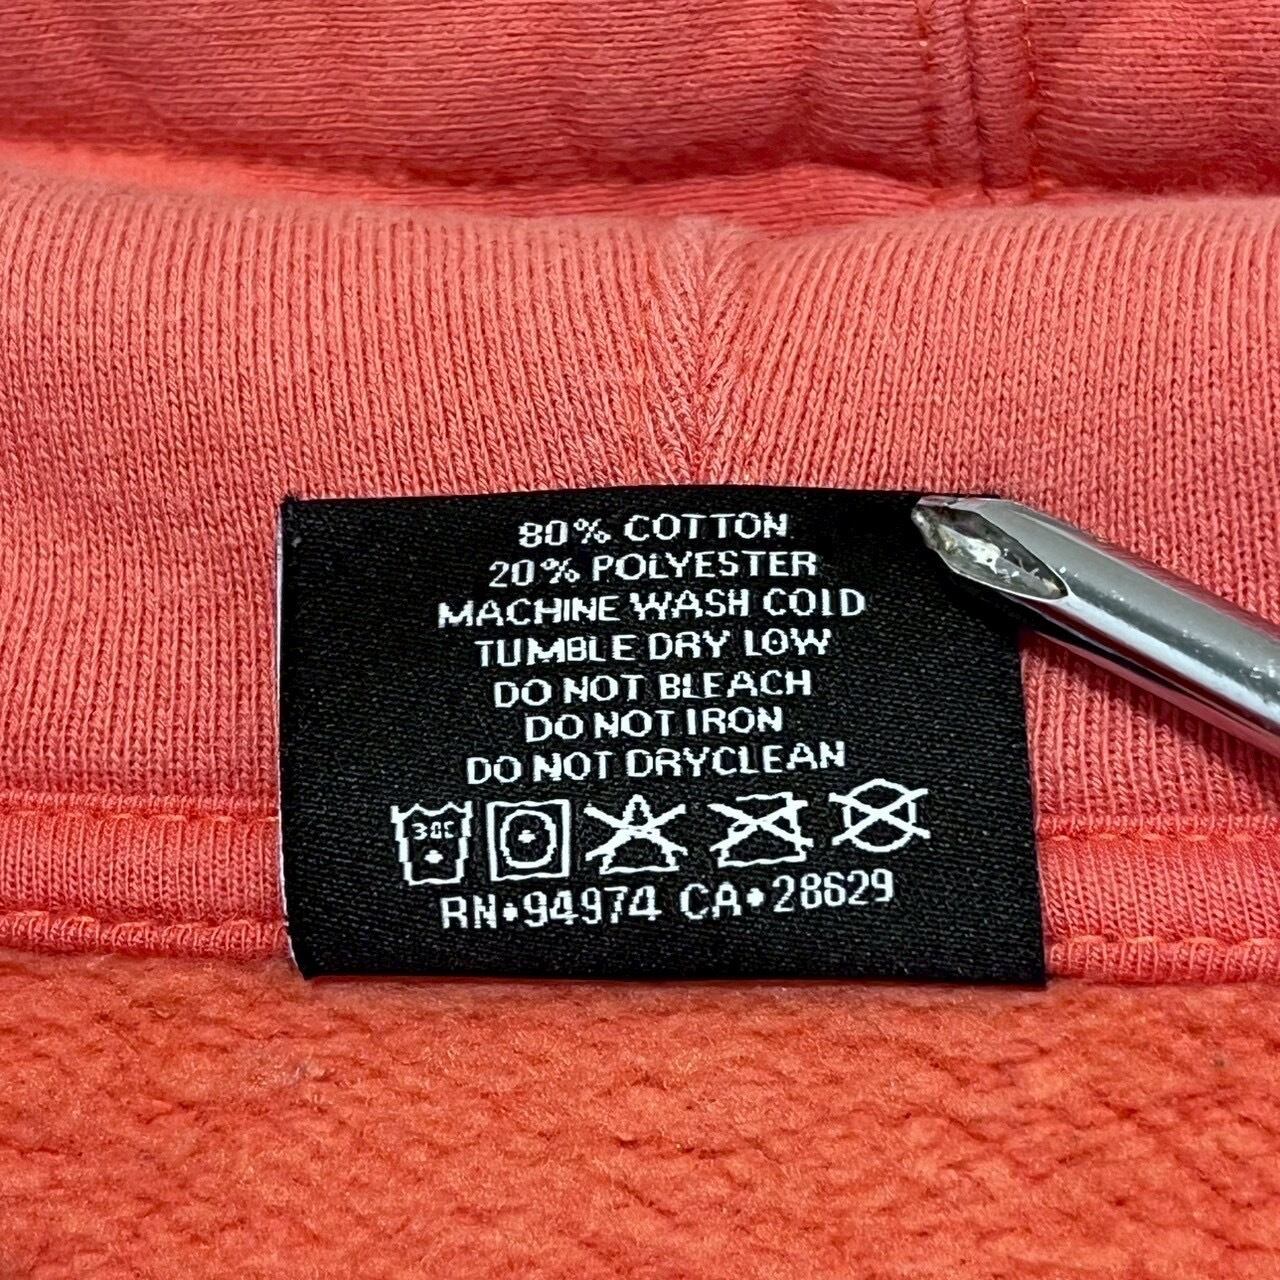 80% COTTON
20% POLYESTER
MACHINE WASH COLD
TUMBLE DRY LOW
DO NOT BLEACH
DO NOT IRON
DO NOT DRYCLEAN
30C
RN•94974 CA•28629